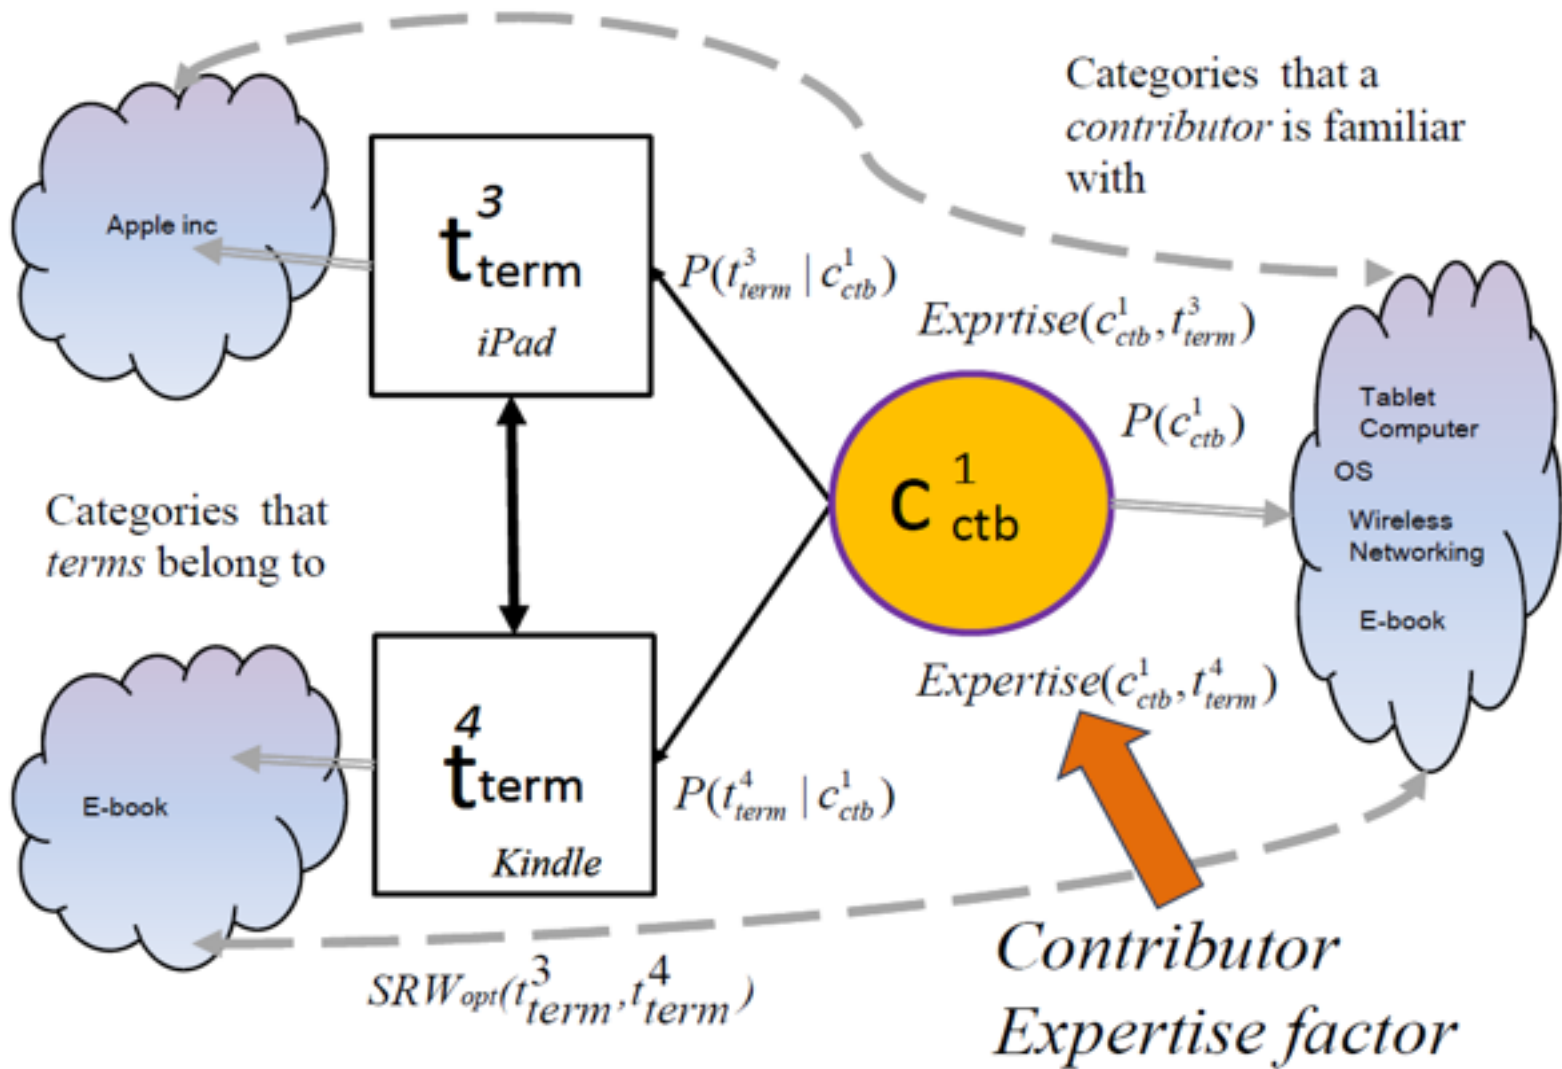 Categories that a
contributor is familiar
with
Apple inc
t³term
iPad
P(t³term | c¹ctb)
Exprtise(c¹ctb, t³term)
P(c¹ctb)
Tablet
Computer
OS
Wireless
Networking
E-book
c¹ctb
Categories that
terms belong to
Expertise(c¹ctb, t⁴term)
t⁴term
Kindle
P(t⁴term | c¹ctb)
E-book
SRWopt(t³term, t⁴term)
Contributor
Expertise factor